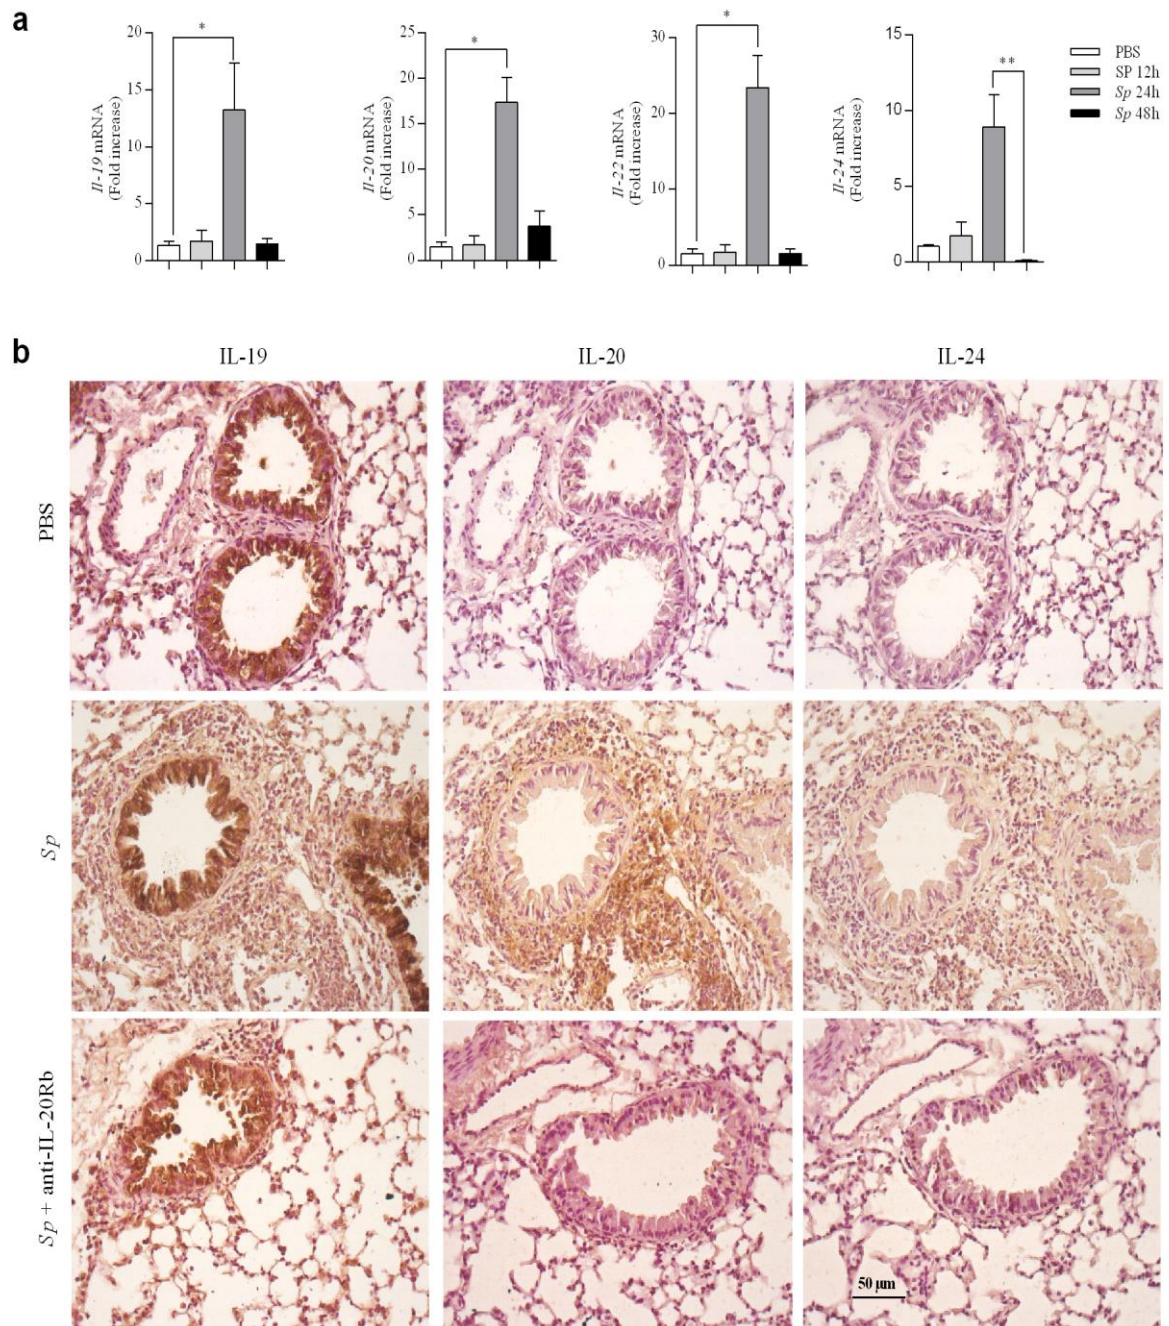 a
20
15
10
5
0
Il-19 mRNA
(Fold increase)
*
25
20
15
10
5
0
Il-20 mRNA
(Fold increase)
*
30
20
10
0
Il-22 mRNA
(Fold increase)
*
15
10
5
0
Il-24 mRNA
(Fold increase)
**
PBS
SP 12h
Sp 24h
Sp 48h
b
IL-19 IL-20 IL-24
PBS
Sp
Sp + anti-IL-20Rb
50 µm